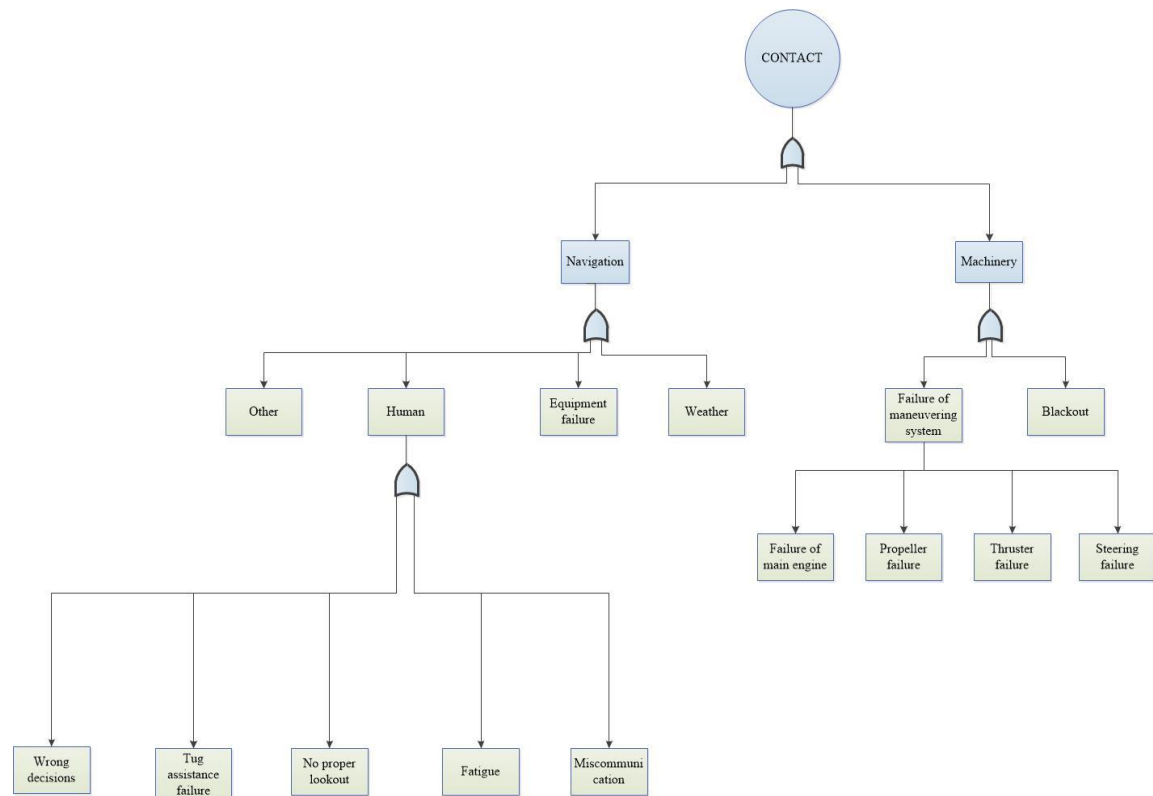 CONTACT
Navigation
Machinery
Other
Human
Equipment
failure
Weather
Failure of
maneuvering
system
Blackout
Failure of
main engine
Propeller
failure
Thruster
failure
Steering
failure
Wrong
decisions
Tug
assistance
failure
No proper
lookout
Fatigue
Miscommuni
cation